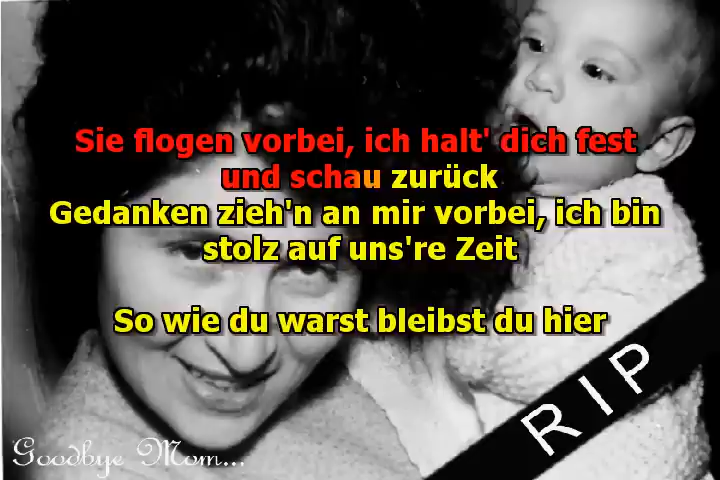 Sie flogen vorbei, ich halt' dich fest
und schau zurück
Gedanken zieh'n an mir vorbei, ich bin
stolz auf uns're Zeit
So wie du warst bleibst du hier
R I P
Goodbye Mom...